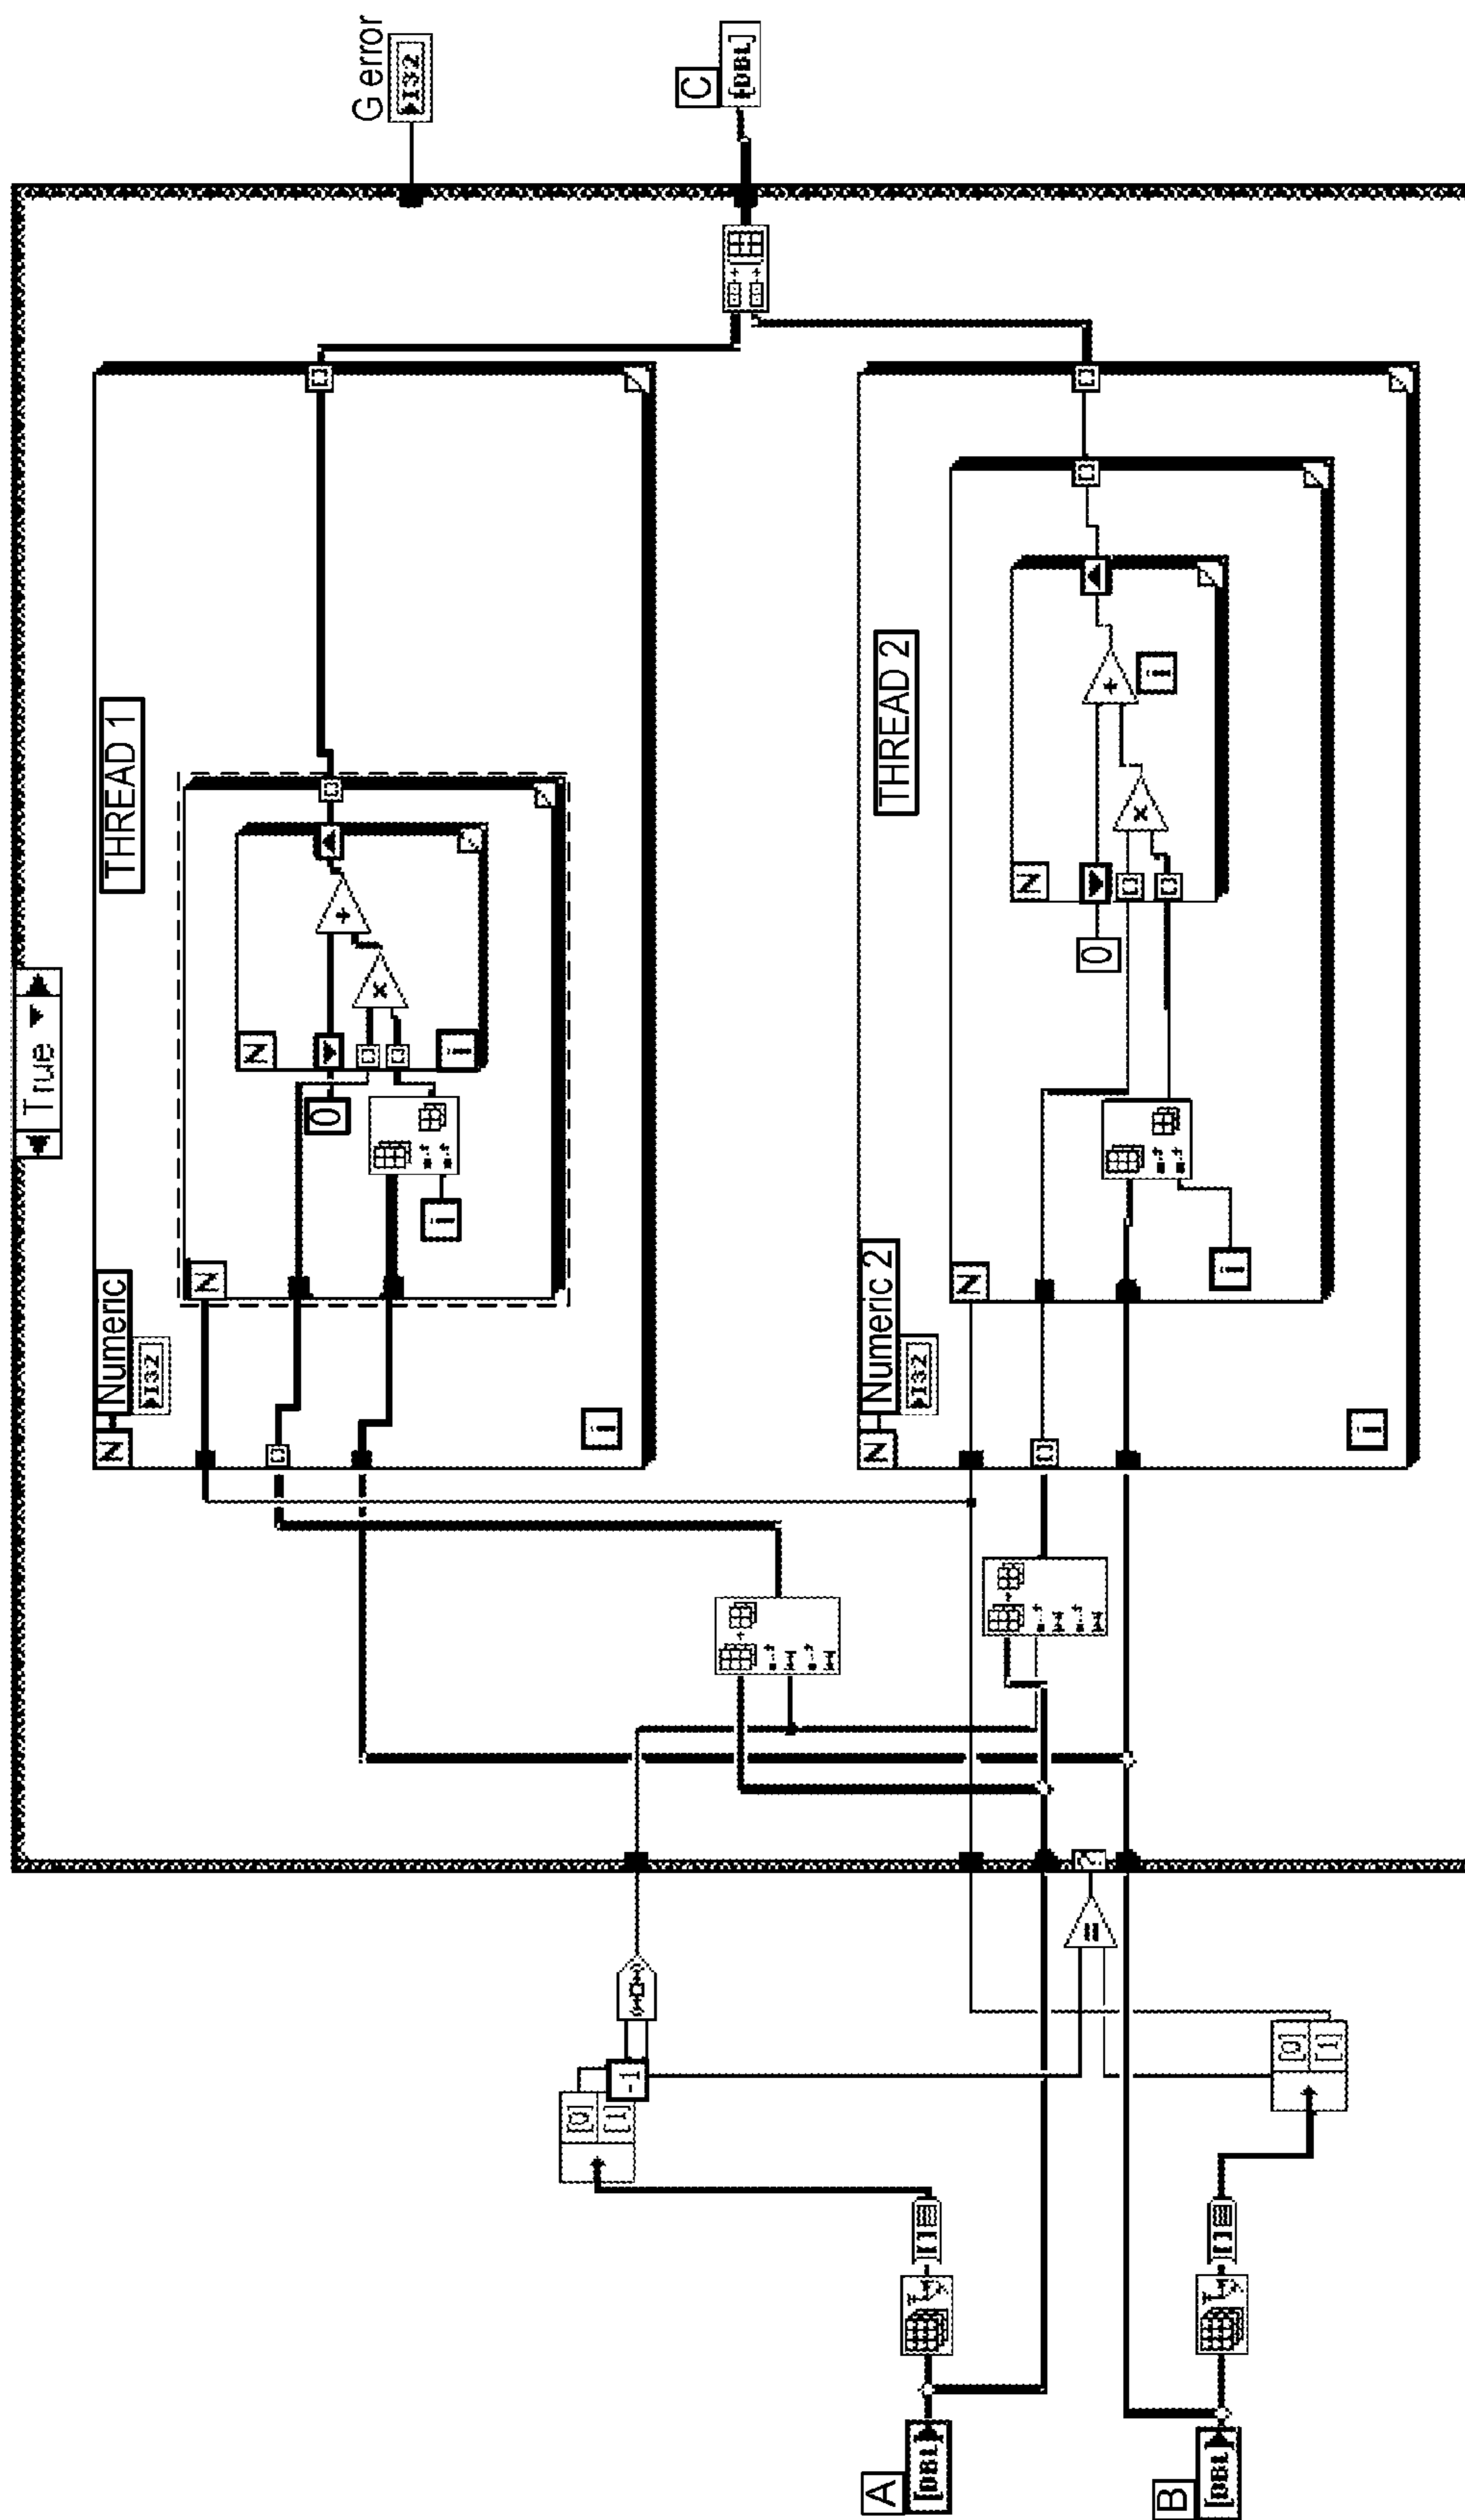 True
G error
I32
THREAD 1
Numeric
I32
N
N
N
0
i
i
i
+
x
C
[DBL]
THREAD 2
Numeric 2
I32
N
N
N
0
i
i
i
+
x
[0]
[1]
-1
=
?
[0]
[1]
A
[DBL]
B
[DBL]